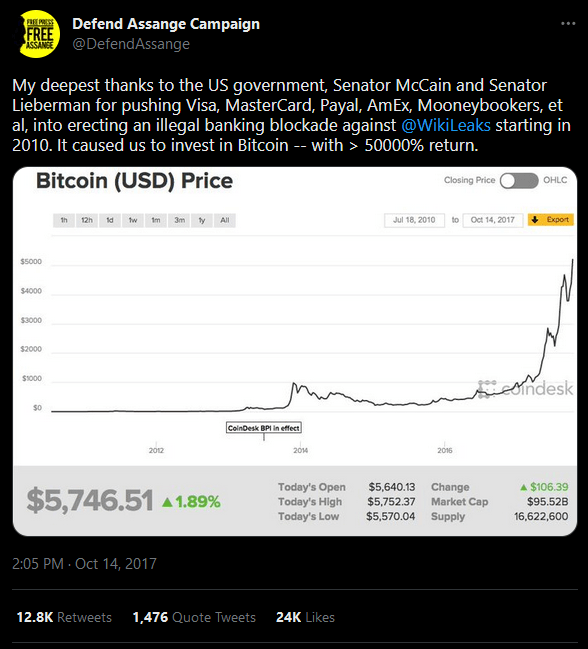 FREE PRESS
FREE
ASSANGE
Defend Assange Campaign
@DefendAssange
My deepest thanks to the US government, Senator McCain and Senator
Lieberman for pushing Visa, MasterCard, Payal, AmEx, Mooneybookers, et
al, into erecting an illegal banking blockade against @WikiLeaks starting in
2010. It caused us to invest in Bitcoin -- with > 50000% return.
Bitcoin (USD) Price
Closing Price OHLC
1h 12h 1d 1w 1m 3m 1y All
Jul 18, 2010 to Oct 14, 2017 Export
$5000
$4000
$3000
$2000
$1000
$0
coindesk
CoinDesk BPI in effect
2012 2014 2016
$5,746.51 ▲ 1.89%
Today's Open $5,640.13 Change ▲ $106.39
Today's High $5,752.37 Market Cap $95.52B
Today's Low $5,570.04 Supply 16,622,600
2:05 PM · Oct 14, 2017
12.8K Retweets 1,476 Quote Tweets 24K Likes